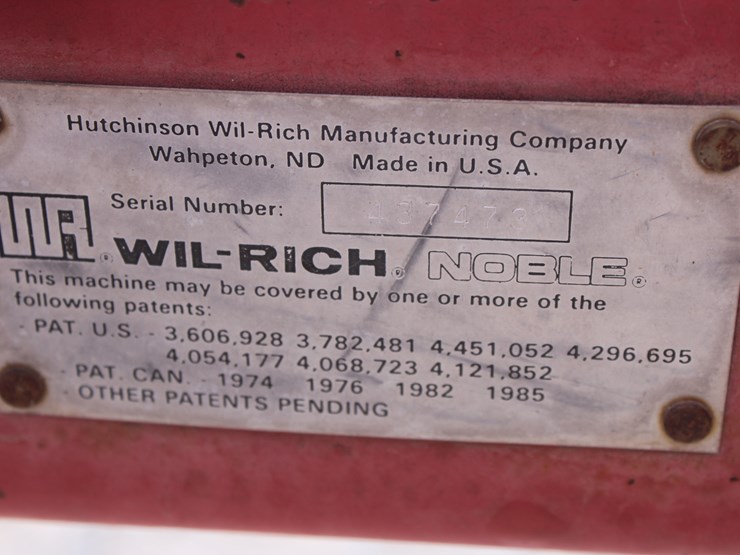 Hutchinson Wil-Rich Manufacturing Company
Wahpeton, ND Made in U.S.A.
Serial Number:
WR® WIL-RICH® NOBLE®
This machine may be covered by one or more of the
following patents:
- PAT. U.S. - 3,606,928 3,782,481 4,451,052 4,296,695
4,054,177 4,068,723 4,121,852
- PAT. CAN. - 1974 1976 1982 1985
- OTHER PATENTS PENDING